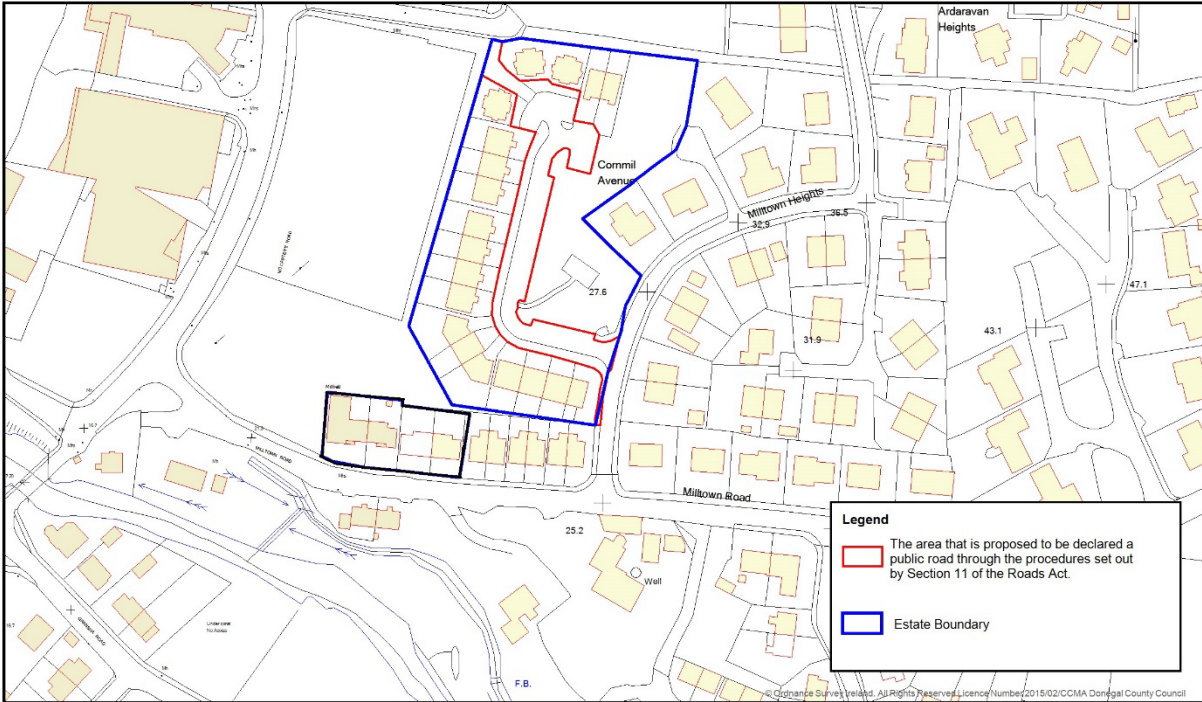 Ardaravan
Heights
Cornmil
Avenue
Milltown Heights
36.5
32.9
27.6
47.1
43.1
31.9
MILLTOWN ROAD
Milltown Road
25.2
Well
F.B.
Legend
The area that is proposed to be declared a
public road through the procedures set out
by Section 11 of the Roads Act.
Estate Boundary
© Ordnance Survey Ireland. All Rights Reserved.Licence Number 2015/02/CCMA Donegal County Council